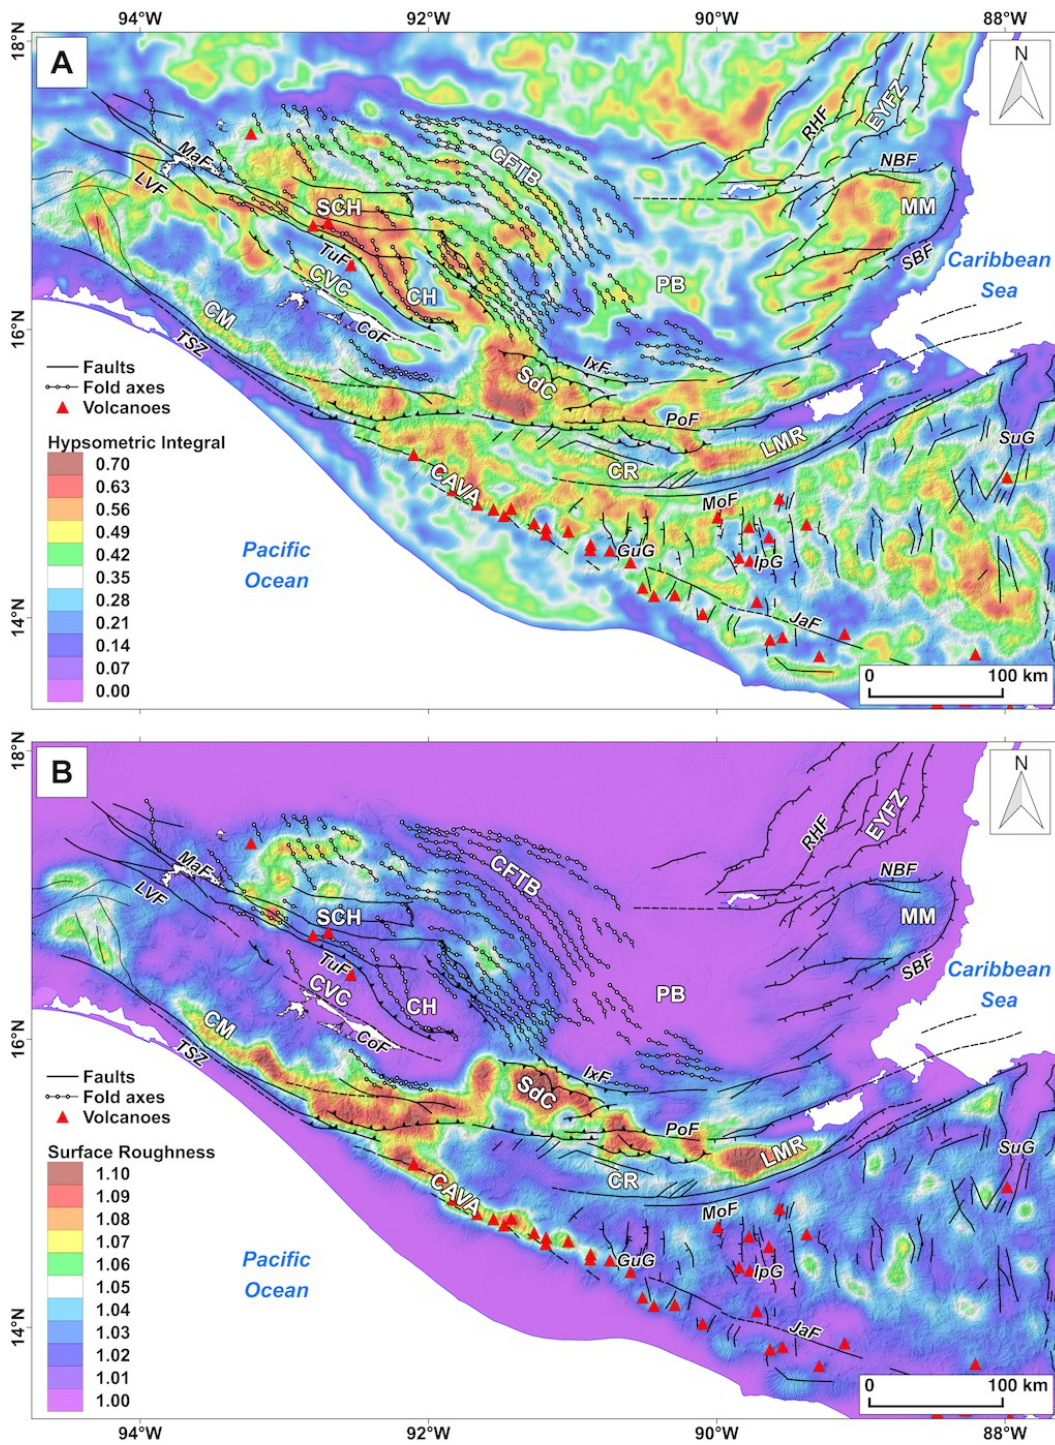 94°W 92°W 90°W 88°W
18°N
A
N
RHF
EYFZ
CFTB
NBF
MaF
LVF
SCH
MM
TuF
SBF
Caribbean
Sea
CVC
CH
PB
16°N
CM
CoF
TSZ
IxF
Faults
Fold axes
Volcanoes
SdC
PoF
Hypsometric Integral
0.70
0.63
0.56
0.49
0.42
0.35
0.28
0.21
0.14
0.07
0.00
LMR
SuG
CR
CAVA
MoF
Pacific
Ocean
GuG
IpG
14°N
JaF
0 100 km
18°N
B
N
RHF
EYFZ
CFTB
NBF
MaF
LVF
SCH
MM
TuF
SBF
Caribbean
Sea
CVC
CH
PB
16°N
CM
CoF
TSZ
IxF
Faults
Fold axes
Volcanoes
SdC
PoF
Surface Roughness
1.10
1.09
1.08
1.07
1.06
1.05
1.04
1.03
1.02
1.01
1.00
LMR
SuG
CR
CAVA
MoF
Pacific
Ocean
GuG
IpG
14°N
JaF
0 100 km
94°W 92°W 90°W 88°W